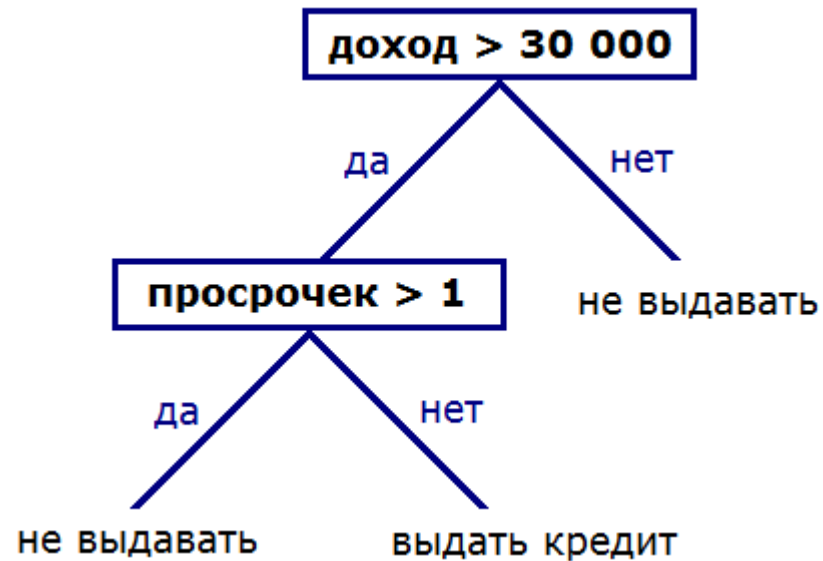 доход > 30 000
да
нет
просрочек > 1
не выдавать
да
нет
не выдавать
выдать кредит